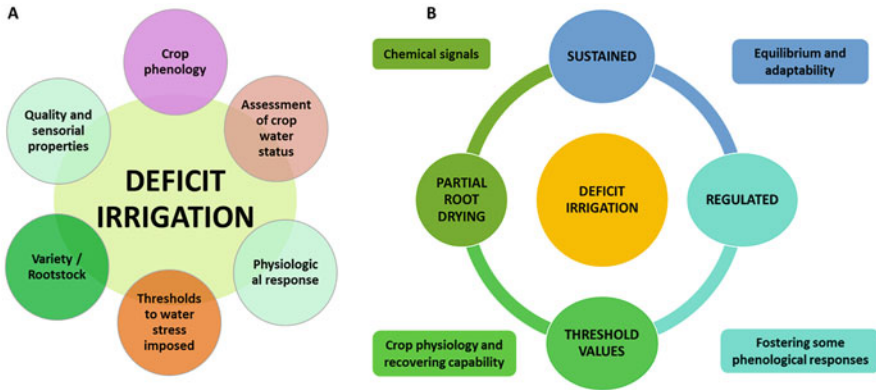 A
Crop
phenology
Quality and
sensorial
properties
Assessment
of crop
water
status
DEFICIT
IRRIGATION
Variety /
Rootstock
Physiologic
al response
Thresholds
to water
stress
imposed
B
Chemical signals
SUSTAINED
Equilibrium and
adaptability
PARTIAL
ROOT
DRYING
DEFICIT
IRRIGATION
REGULATED
Crop physiology and
recovering capability
THRESHOLD
VALUES
Fostering some
phenological responses